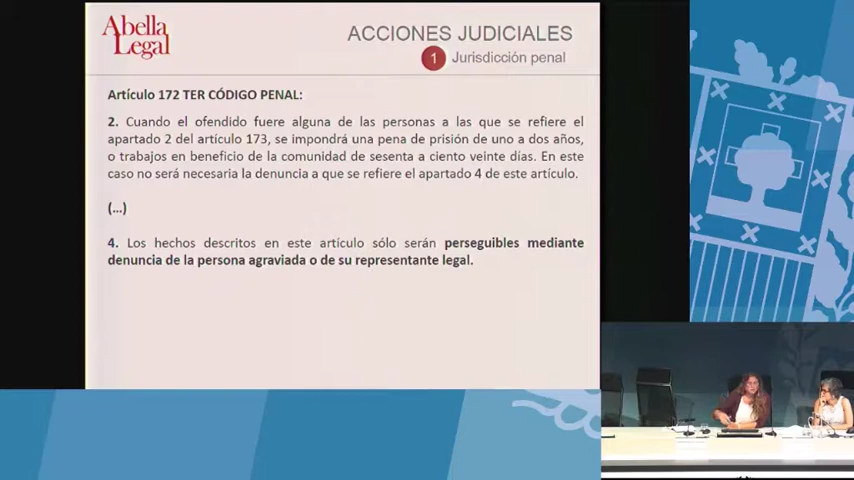 Abella
Legal
ACCIONES JUDICIALES
1 Jurisdicción penal
Artículo 172 TER CÓDIGO PENAL:
2. Cuando el ofendido fuere alguna de las personas a las que se refiere el
apartado 2 del artículo 173, se impondrá una pena de prisión de uno a dos años,
o trabajos en beneficio de la comunidad de sesenta a ciento veinte días. En este
caso no será necesaria la denuncia a que se refiere el apartado 4 de este artículo.
(...)
4. Los hechos descritos en este artículo sólo serán perseguibles mediante
denuncia de la persona agraviada o de su representante legal.